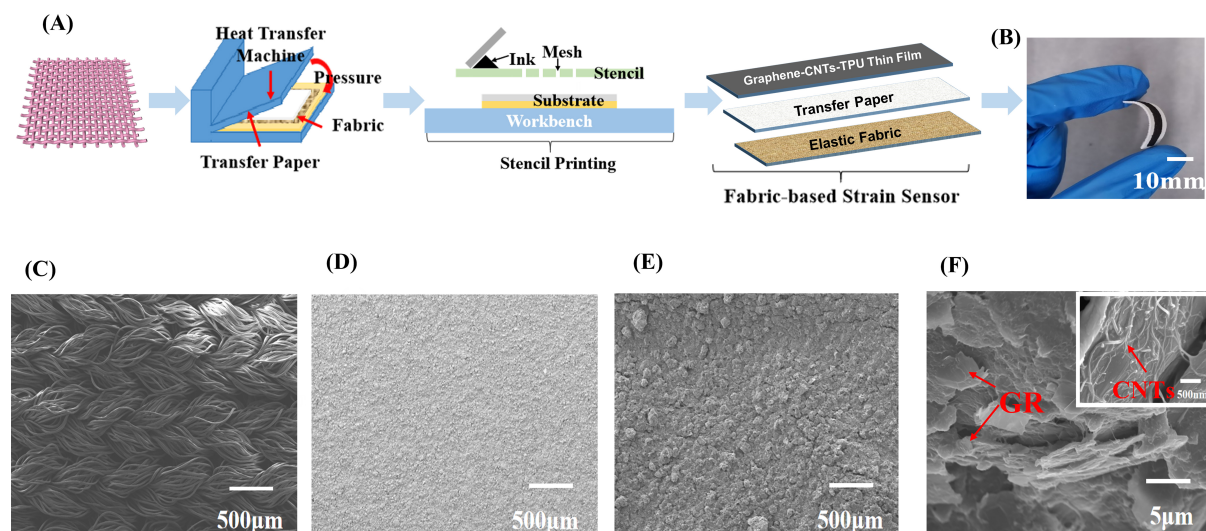 (A)
Heat Transfer
Machine
Pressure
Fabric
Transfer Paper
Ink
Mesh
Stencil
Substrate
Workbench
Stencil Printing
Graphene-CNTs-TPU Thin Film
Transfer Paper
Elastic Fabric
Fabric-based Strain Sensor
(B)
10mm
(C)
500μm
(D)
500μm
(E)
500μm
(F)
GR
CNTs
500nm
5μm